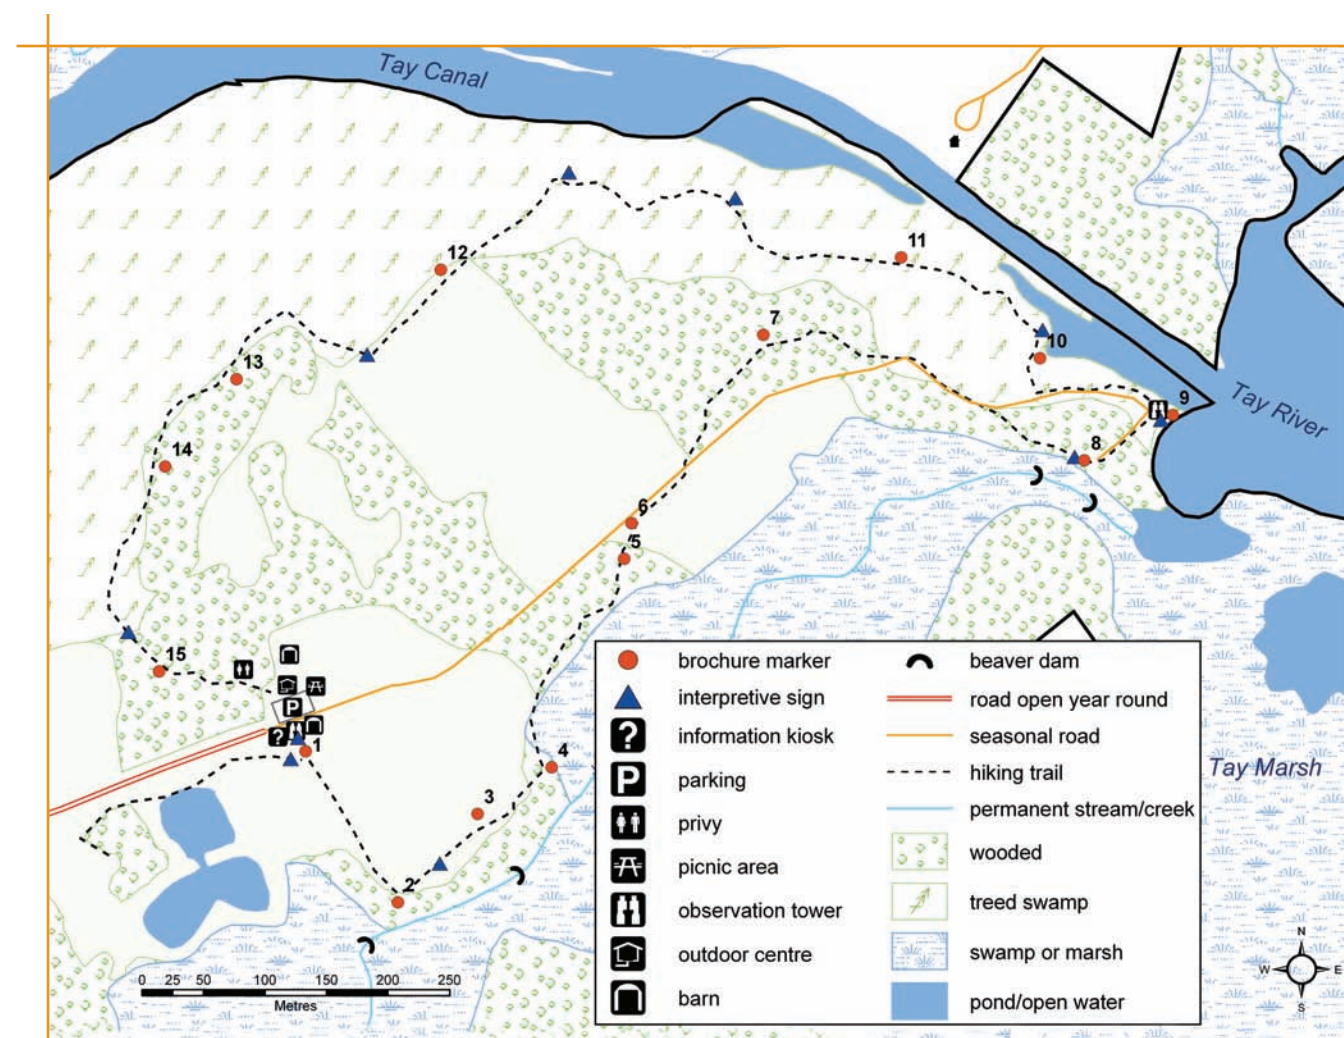 Tay Canal
11
12
7
10
13
9
Tay River
14
8
6
5
15
P
?
1
4
3
2
brochure marker
interpretive sign
? information kiosk
P parking
privy
picnic area
observation tower
outdoor centre
barn
beaver dam
road open year round
seasonal road
hiking trail
permanent stream/creek
wooded
treed swamp
swamp or marsh
pond/open water
Tay Marsh
0 25 50 100 150 200 250
Metres
N
W E
S